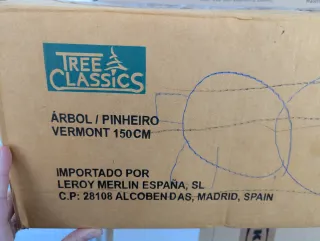 TREE
CLASSICS
ÁRBOL / PINHEIRO
VERMONT 150CM
IMPORTADO POR
LEROY MERLIN ESPAÑA, SL
C.P: 28108 ALCOBENDAS, MADRID, SPAIN